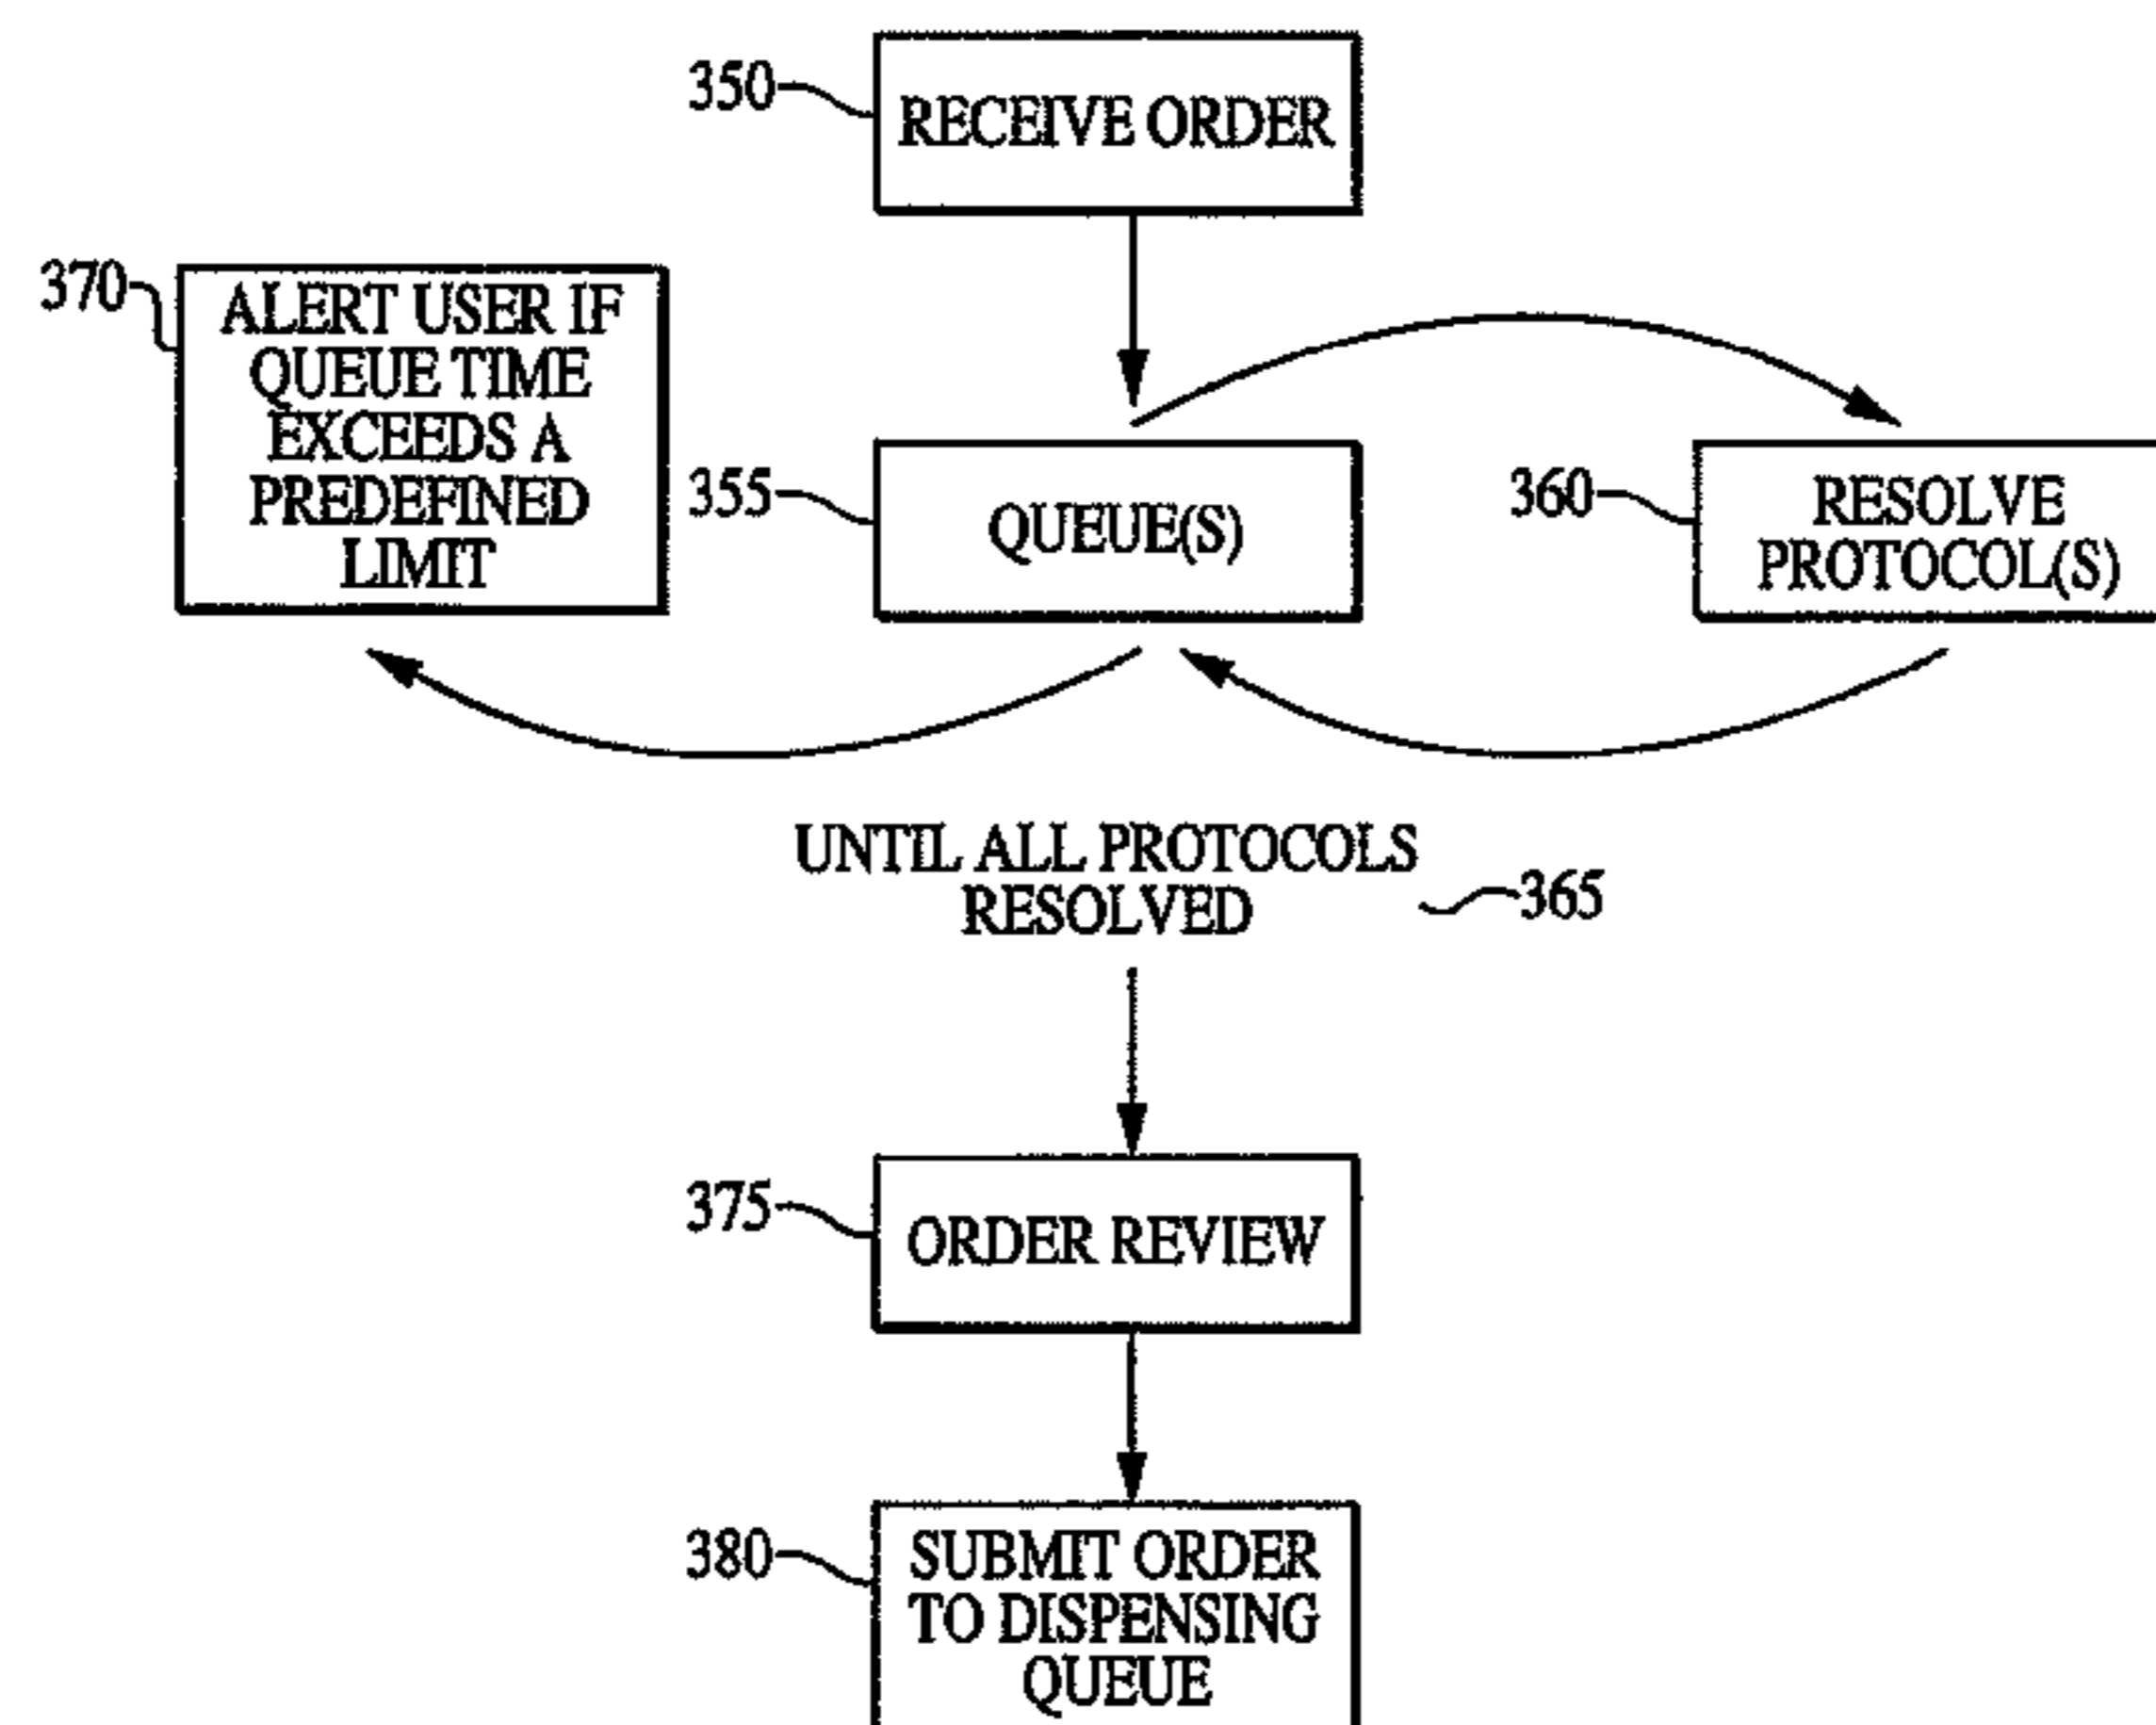 350
RECEIVE ORDER
370
ALERT USER IF
QUEUE TIME
EXCEEDS A
PREDEFINED
LIMIT
355
QUEUE(S)
360
RESOLVE
PROTOCOL(S)
UNTIL ALL PROTOCOLS
RESOLVED
365
375
ORDER REVIEW
380
SUBMIT ORDER
TO DISPENSING
QUEUE